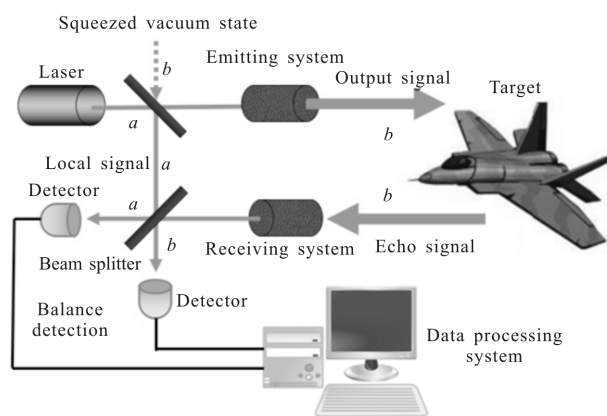 Squeezed vacuum state
Emitting system
Laser
b
Output signal
Target
a
b
Local signal
a
Detector
a
b
b
Receiving system
Echo signal
Beam splitter
Detector
Balance
detection
Data processing
system